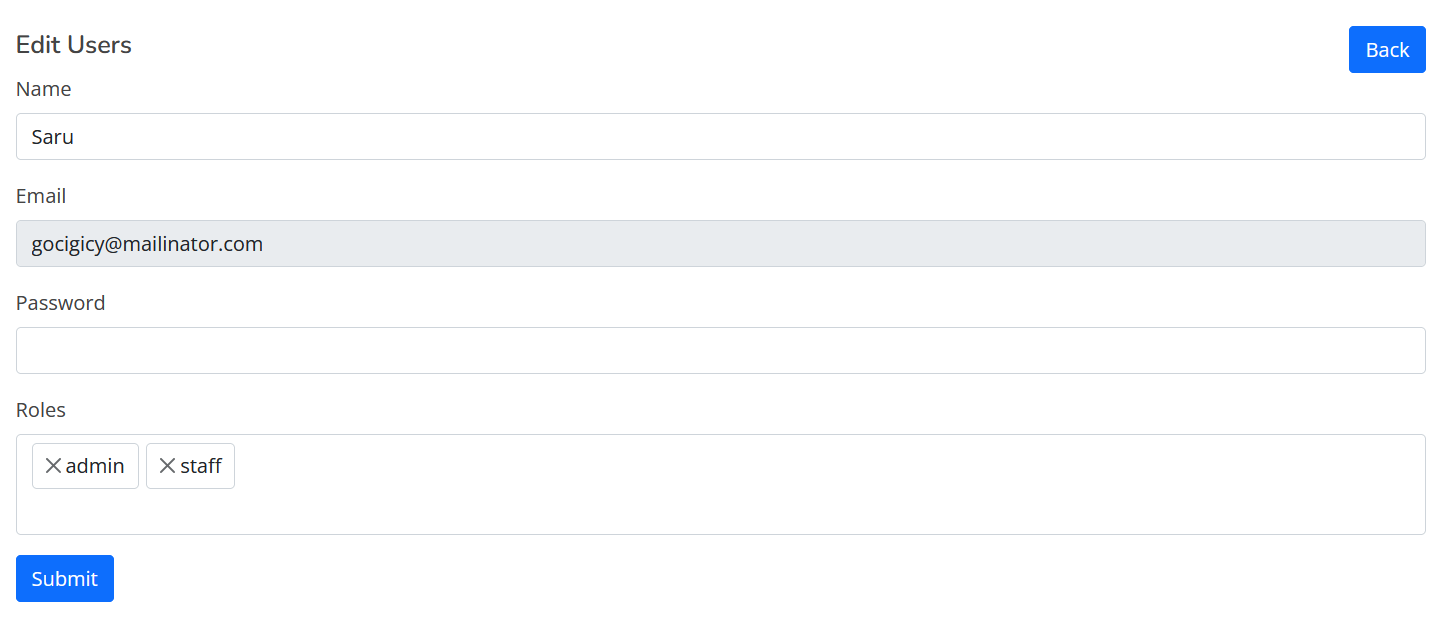 Edit Users
Back
Name
Saru
Email
gocigicy@mailinator.com
Password
Roles
admin staff
Submit